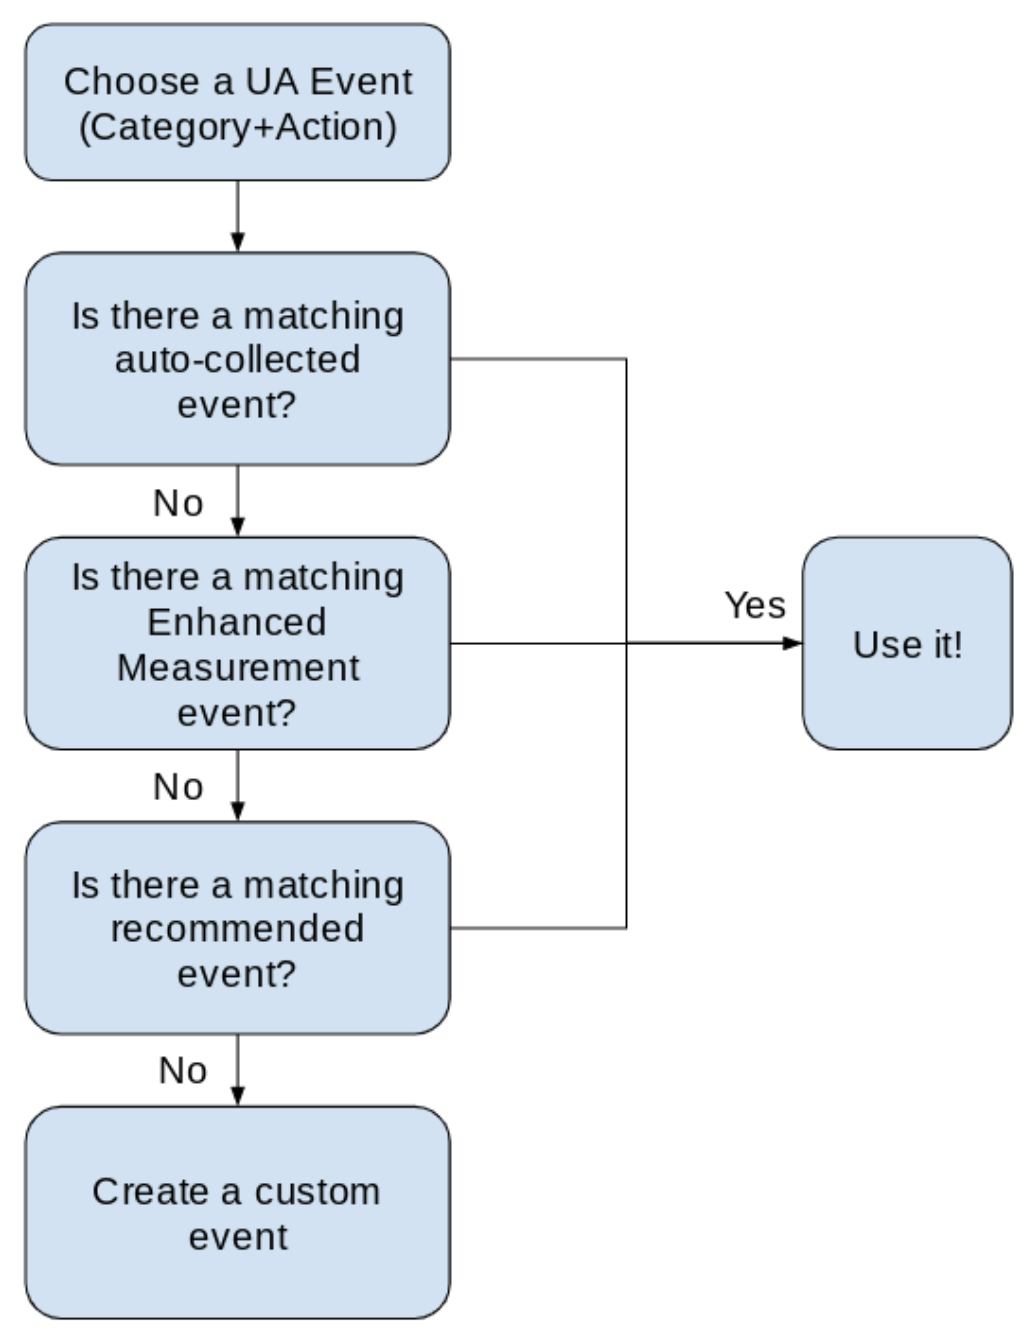 Choose a UA Event
(Category+Action)
Is there a matching
auto-collected
event?
No
Is there a matching
Enhanced
Measurement
event?
Yes
Use it!
No
Is there a matching
recommended
event?
No
Create a custom
event